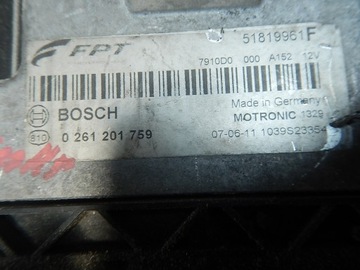 FPT 51819961F
7910D0 000 A152 12V
BOSCH Made in Germany
MOTRONIC 1329
010 0 261 201 759 07-06-11 1039S23354